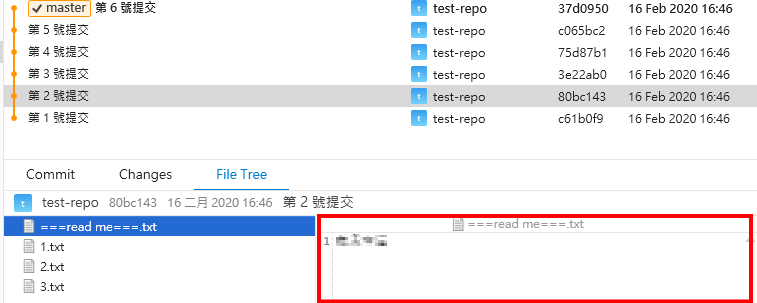 master 第 6 號提交 test-repo 37d0950 16 Feb 2020 16:46
第 5 號提交 t test-repo c065bc2 16 Feb 2020 16:46
第 4 號提交 t test-repo 75d87b1 16 Feb 2020 16:46
第 3 號提交 t test-repo 3e22ab0 16 Feb 2020 16:46
第 2 號提交 t test-repo 80bc143 16 Feb 2020 16:46
第 1 號提交 t test-repo c61b0f9 16 Feb 2020 16:46
Commit Changes File Tree
t test-repo 80bc143 16 二月 2020 16:46 第 2 號提交
===read me===.txt
1.txt
2.txt
3.txt
===read me===.txt
1